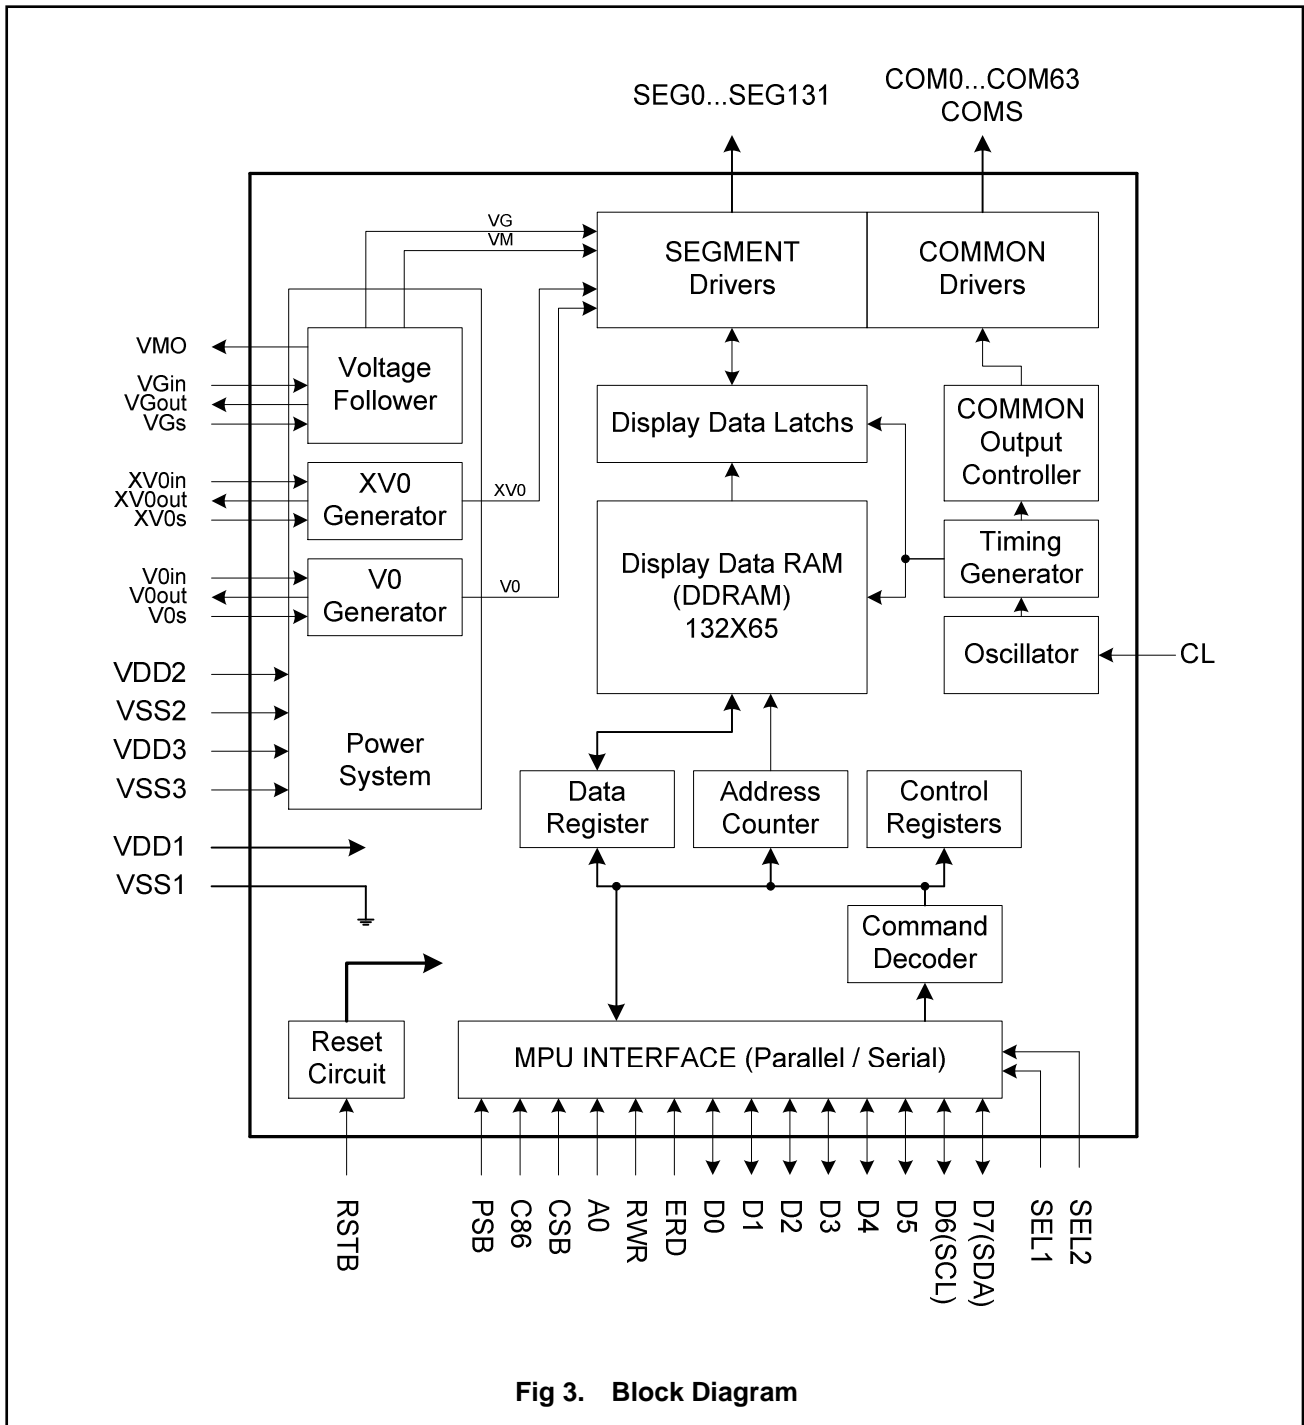 SEG0...SEG131
COM0...COM63
COMS
VG
VM
SEGMENT
Drivers
COMMON
Drivers
VMO
VGin
VGout
VGs
Voltage
Follower
Display Data Latchs
COMMON
Output
Controller
XV0in
XV0out
XV0s
XV0
Generator
XV0
Display Data RAM
(DDRAM)
132X65
Timing
Generator
V0in
V0out
V0s
V0
Generator
V0
Oscillator
CL
VDD2
VSS2
VDD3
VSS3
Power
System
Data
Register
Address
Counter
Control
Registers
VDD1
VSS1
Command
Decoder
Reset
Circuit
MPU INTERFACE (Parallel / Serial)
RSTB
PSB
C86
CSB
A0
RWR
ERD
D0
D1
D2
D3
D4
D5
D6(SCL)
D7(SDA)
SEL1
SEL2
Fig 3. Block Diagram